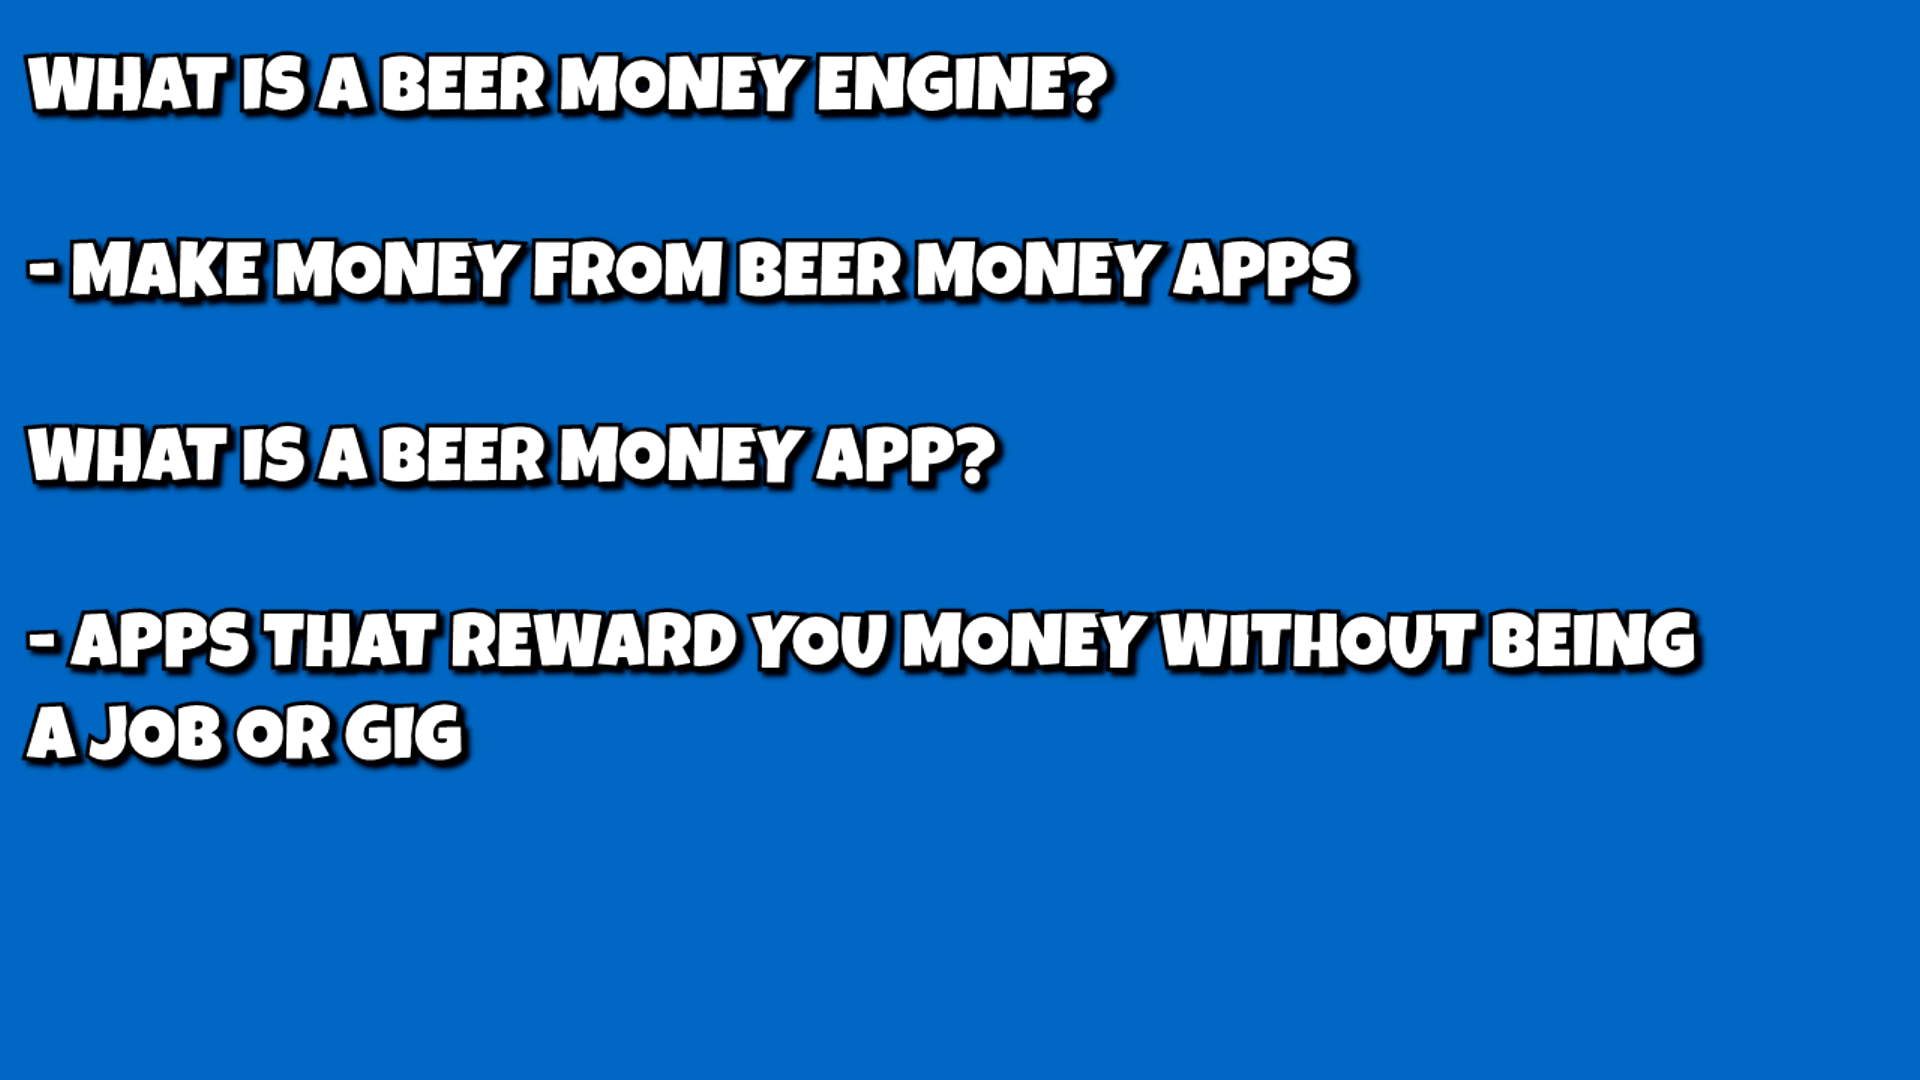 WHAT IS A BEER MONEY ENGINE?
- MAKE MONEY FROM BEER MONEY APPS
WHAT IS A BEER MONEY APP?
- APPS THAT REWARD YOU MONEY WITHOUT BEING
A JOB OR GIG